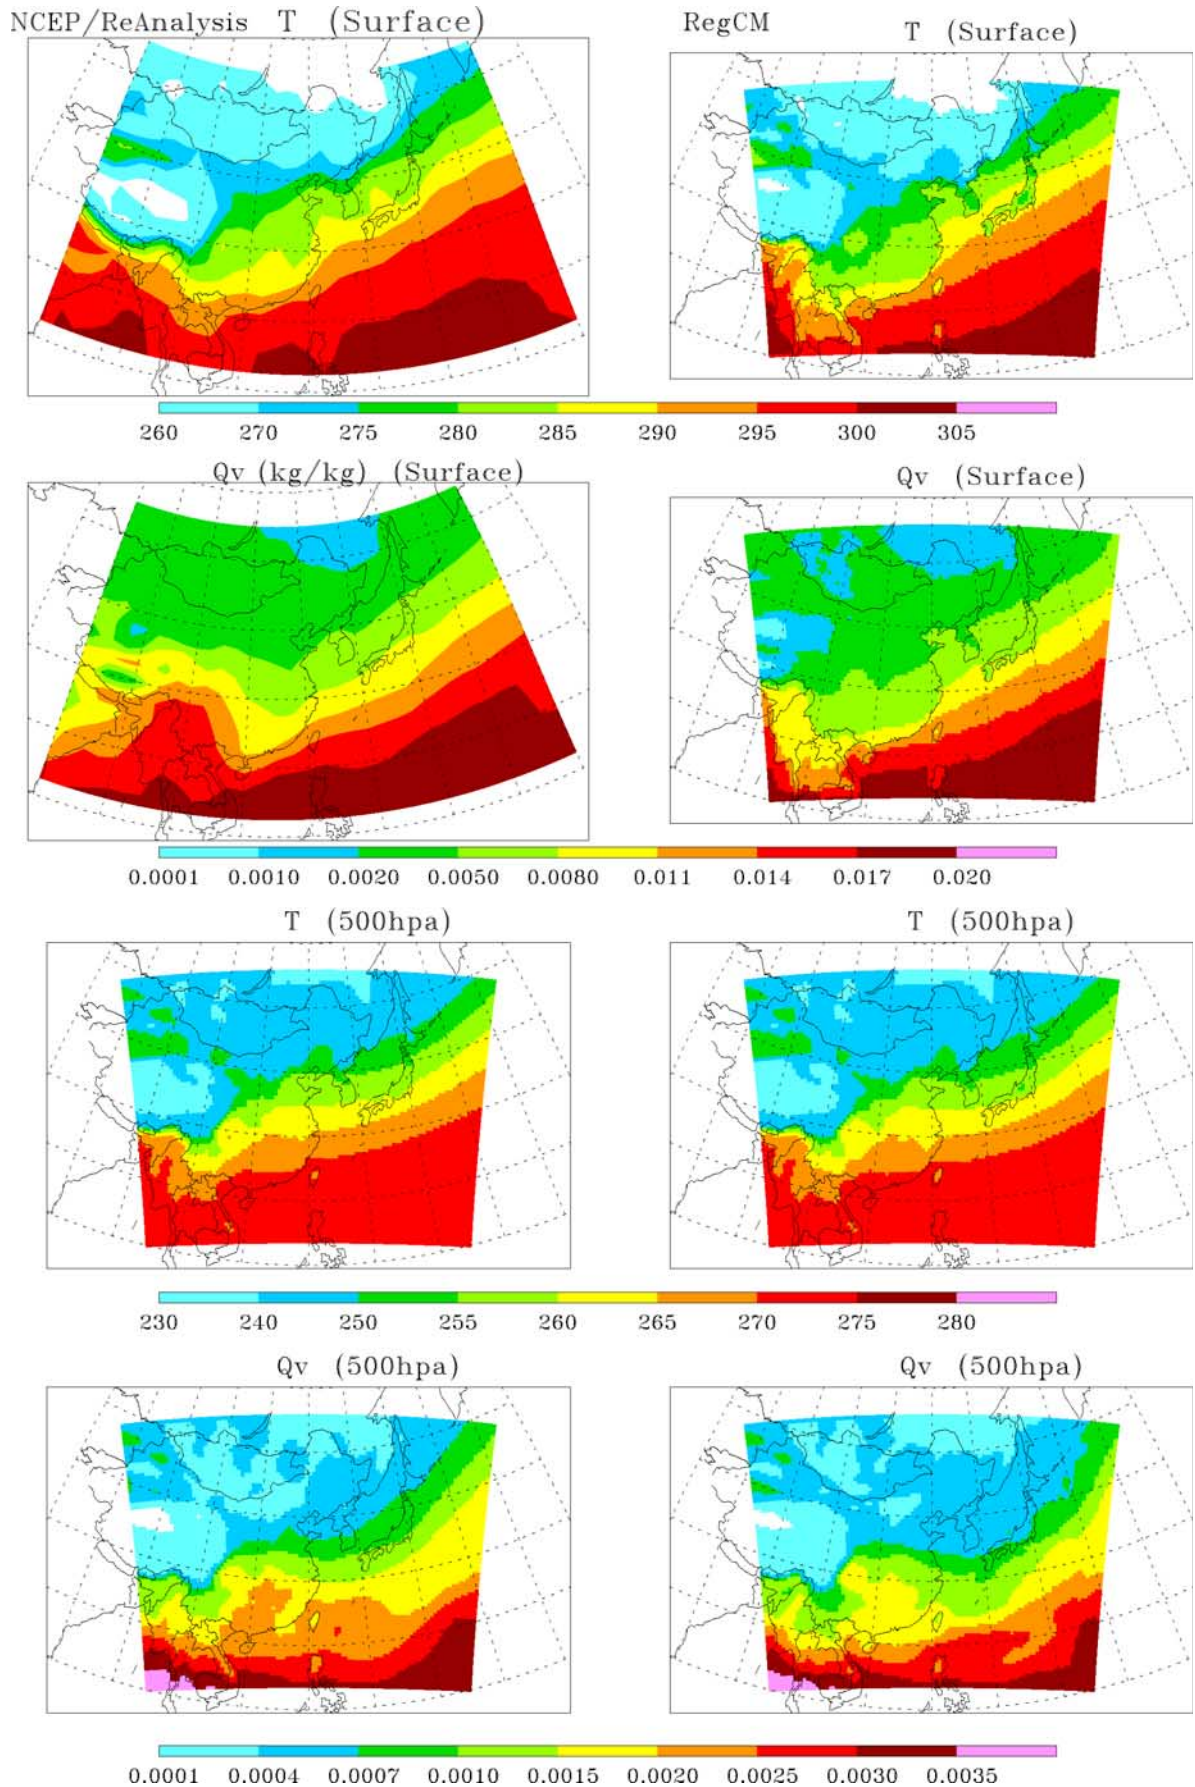 NCEP/ReAnalysis T (Surface)
RegCM T (Surface)
260 270 275 280 285 290 295 300 305
Qv (kg/kg) (Surface)
Qv (Surface)
0.0001 0.0010 0.0020 0.0050 0.0080 0.011 0.014 0.017 0.020
T (500hpa)
T (500hpa)
230 240 250 255 260 265 270 275 280
Qv (500hpa)
Qv (500hpa)
0.0001 0.0004 0.0007 0.0010 0.0015 0.0020 0.0025 0.0030 0.0035